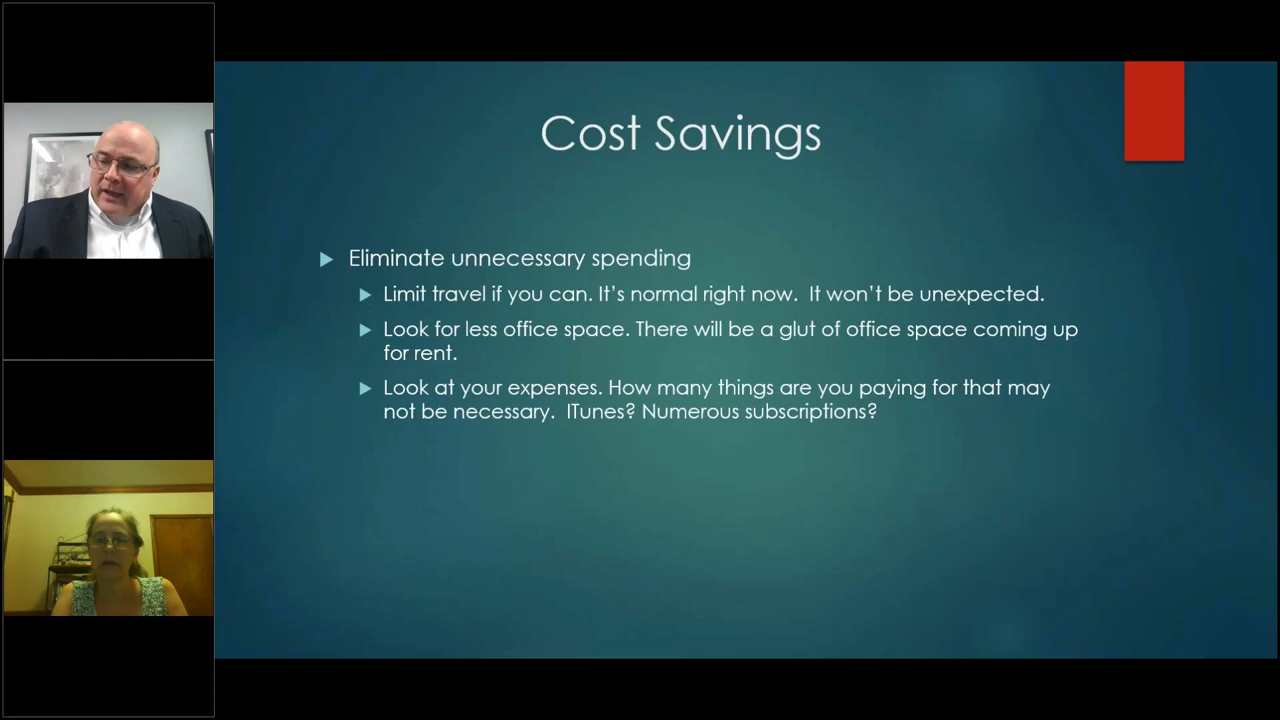 Cost Savings
Eliminate unnecessary spending
Limit travel if you can. It’s normal right now.  It won’t be unexpected.
Look for less office space. There will be a glut of office space coming up
for rent.
Look at your expenses. How many things are you paying for that may
not be necessary.  ITunes? Numerous subscriptions?